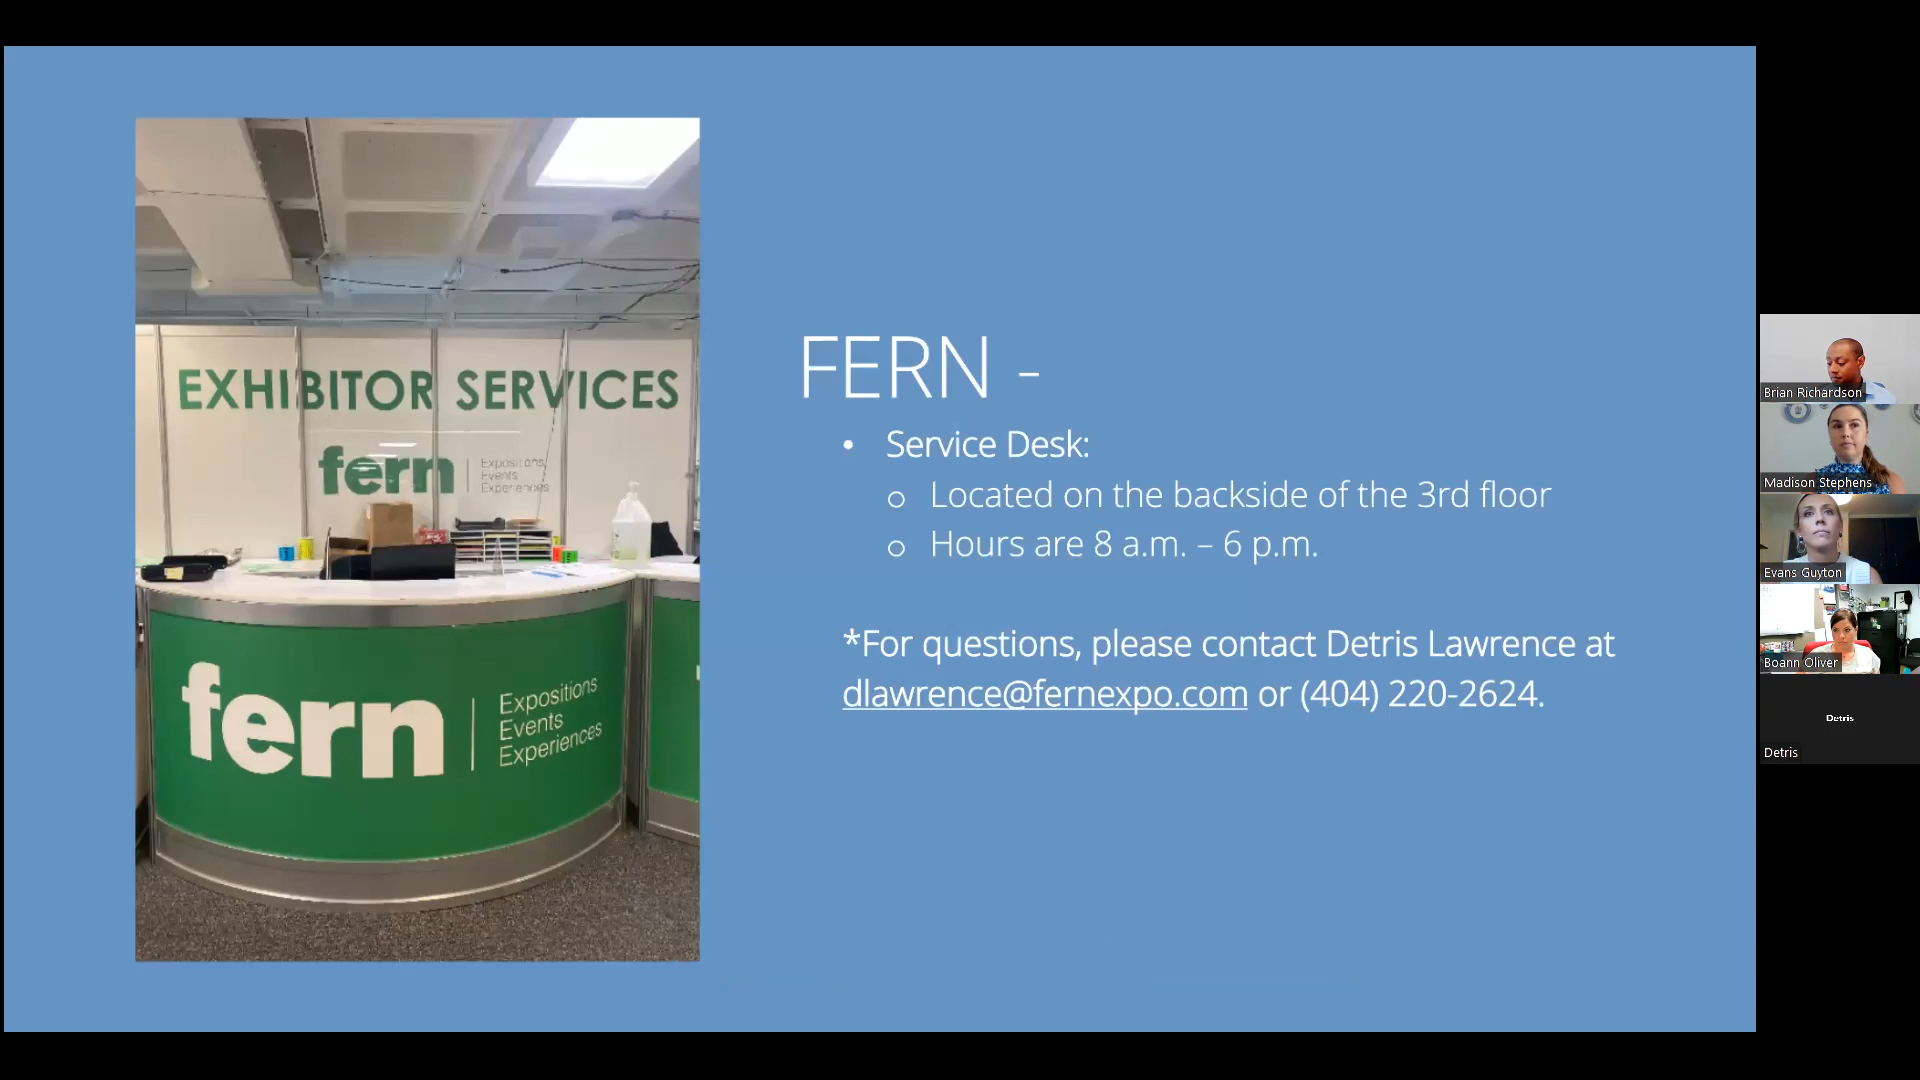 EXHIBITOR SERVICES
fern
Expositions
Events
Experiences
fern
Expositions
Events
Experiences
FERN -
• Service Desk:
o Located on the backside of the 3rd floor
o Hours are 8 a.m. – 6 p.m.
*For questions, please contact Detris Lawrence at
dlawrence@fernexpo.com or (404) 220-2624.
Brian Richardson
Madison Stephens
Evans Guyton
Boann Oliver
Detris
Detris